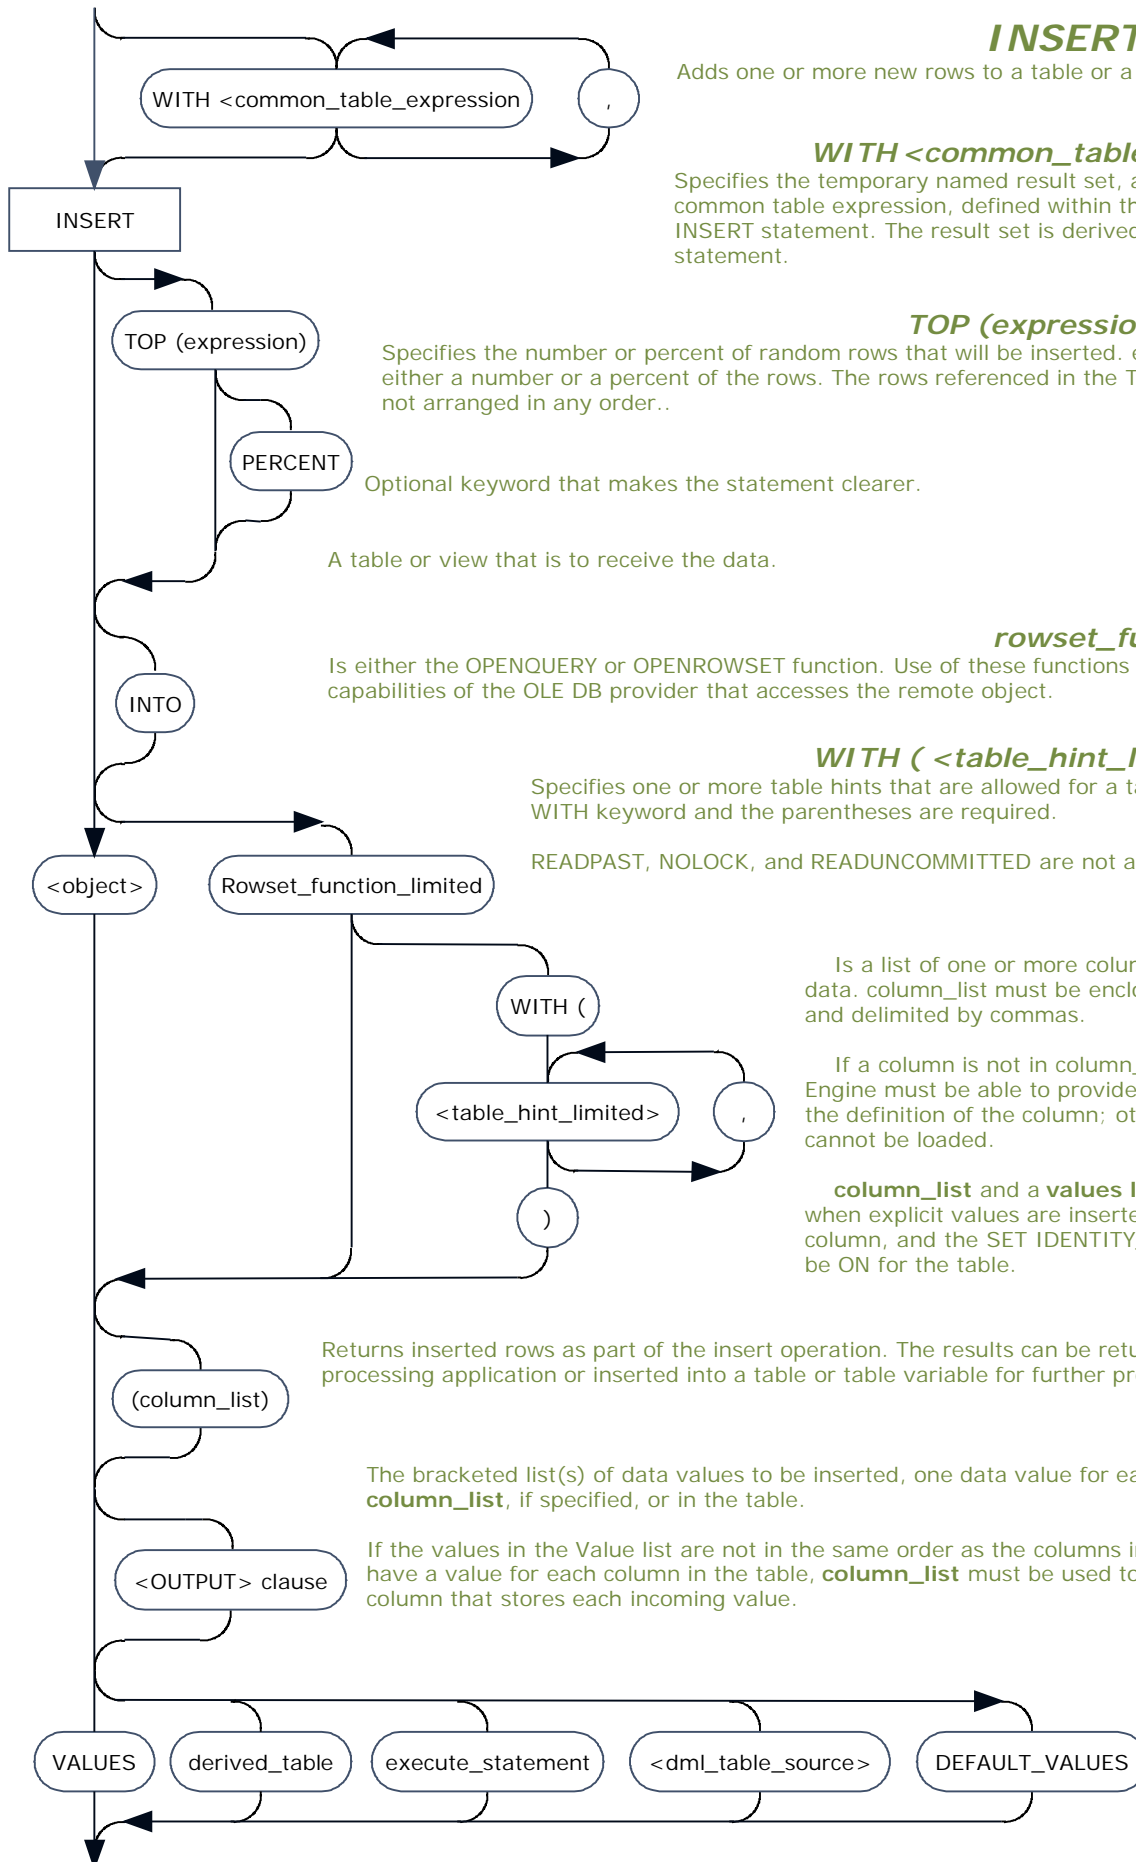 INSERT
Adds one or more new rows to a table or a
WITH <common_table_expression
,
WITH <common_table
Specifies the temporary named result set, a
common table expression, defined within th
INSERT statement. The result set is derived
statement.
INSERT
TOP (expressio
TOP (expression)
Specifies the number or percent of random rows that will be inserted. e
either a number or a percent of the rows. The rows referenced in the T
not arranged in any order..
PERCENT
Optional keyword that makes the statement clearer.
A table or view that is to receive the data.
rowset_fu
Is either the OPENQUERY or OPENROWSET function. Use of these functions
capabilities of the OLE DB provider that accesses the remote object.
INTO
WITH ( <table_hint_l
Specifies one or more table hints that are allowed for a ta
WITH keyword and the parentheses are required.
READPAST, NOLOCK, and READUNCOMMITTED are not a
<object>
Rowset_function_limited
Is a list of one or more colum
data. column_list must be enclo
and delimited by commas.
WITH (
If a column is not in column_
Engine must be able to provide
the definition of the column; ot
cannot be loaded.
<table_hint_limited>
,
column_list and a values l
when explicit values are inserte
column, and the SET IDENTITY_
be ON for the table.
)
Returns inserted rows as part of the insert operation. The results can be retu
processing application or inserted into a table or table variable for further pr
(column_list)
The bracketed list(s) of data values to be inserted, one data value for ea
column_list, if specified, or in the table.
If the values in the Value list are not in the same order as the columns i
have a value for each column in the table, column_list must be used to
column that stores each incoming value.
<OUTPUT> clause
VALUES
derived_table
execute_statement
<dml_table_source>
DEFAULT_VALUES